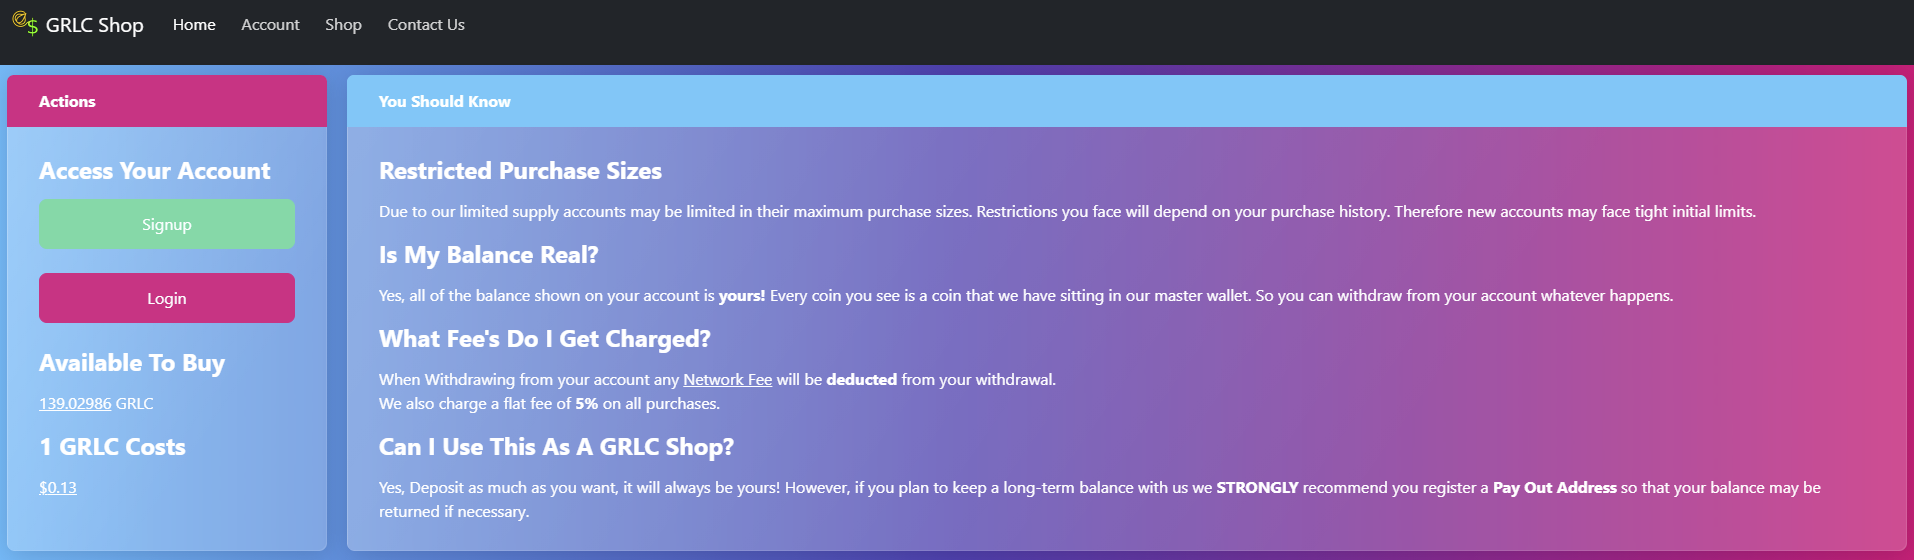 GRLC Shop Home Account Shop Contact Us
Actions
Access Your Account
Signup
Login
Available To Buy
139.02986 GRLC
1 GRLC Costs
$0.13
You Should Know
Restricted Purchase Sizes
Due to our limited supply accounts may be limited in their maximum purchase sizes. Restrictions you face will depend on your purchase history. Therefore new accounts may face tight initial limits.
Is My Balance Real?
Yes, all of the balance shown on your account is yours! Every coin you see is a coin that we have sitting in our master wallet. So you can withdraw from your account whatever happens.
What Fee's Do I Get Charged?
When Withdrawing from your account any Network Fee will be deducted from your withdrawal.
We also charge a flat fee of 5% on all purchases.
Can I Use This As A GRLC Shop?
Yes, Deposit as much as you want, it will always be yours! However, if you plan to keep a long-term balance with us we STRONGLY recommend you register a Pay Out Address so that your balance may be
returned if necessary.